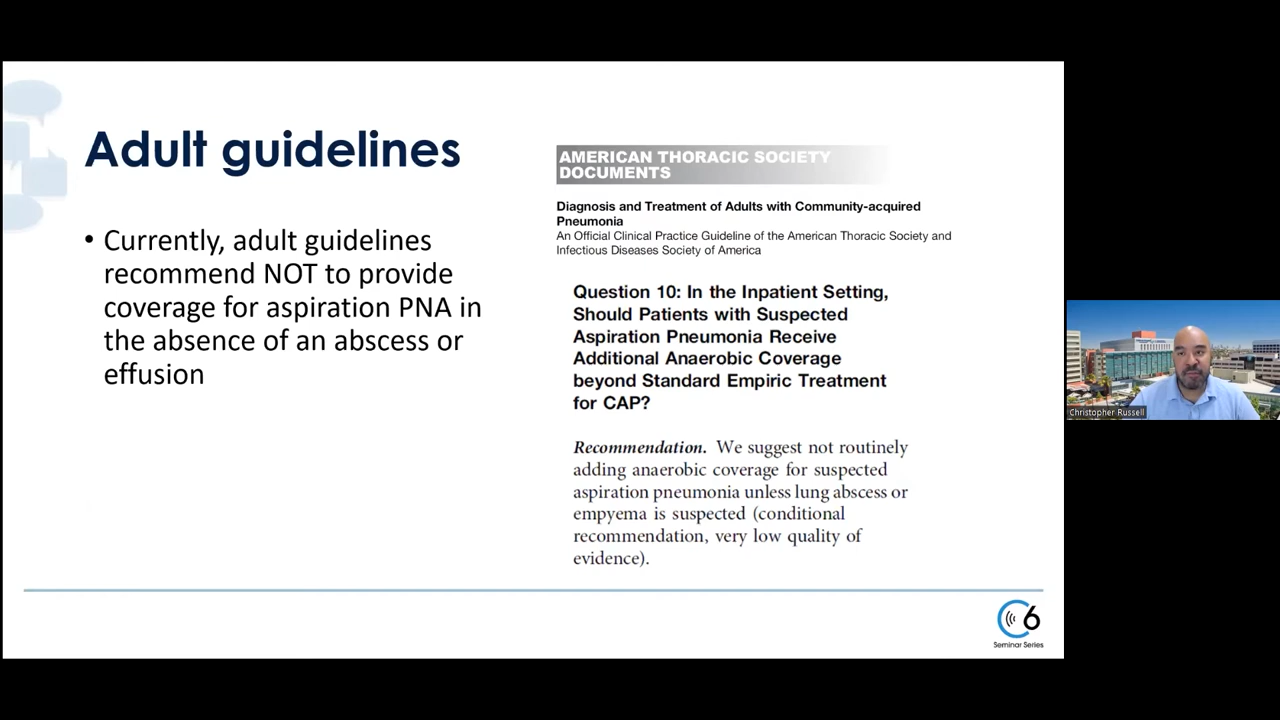 Adult guidelines
• Currently, adult guidelines
recommend NOT to provide
coverage for aspiration PNA in
the absence of an abscess or
effusion
AMERICAN THORACIC SOCIETY
DOCUMENTS
Diagnosis and Treatment of Adults with Community-acquired
Pneumonia
An Official Clinical Practice Guideline of the American Thoracic Society and
Infectious Diseases Society of America
Question 10: In the Inpatient Setting,
Should Patients with Suspected
Aspiration Pneumonia Receive
Additional Anaerobic Coverage
beyond Standard Empiric Treatment
for CAP?
Recommendation. We suggest not routinely
adding anaerobic coverage for suspected
aspiration pneumonia unless lung abscess or
empyema is suspected (conditional
recommendation, very low quality of
evidence).
C6
Seminar Series
Christopher Russell